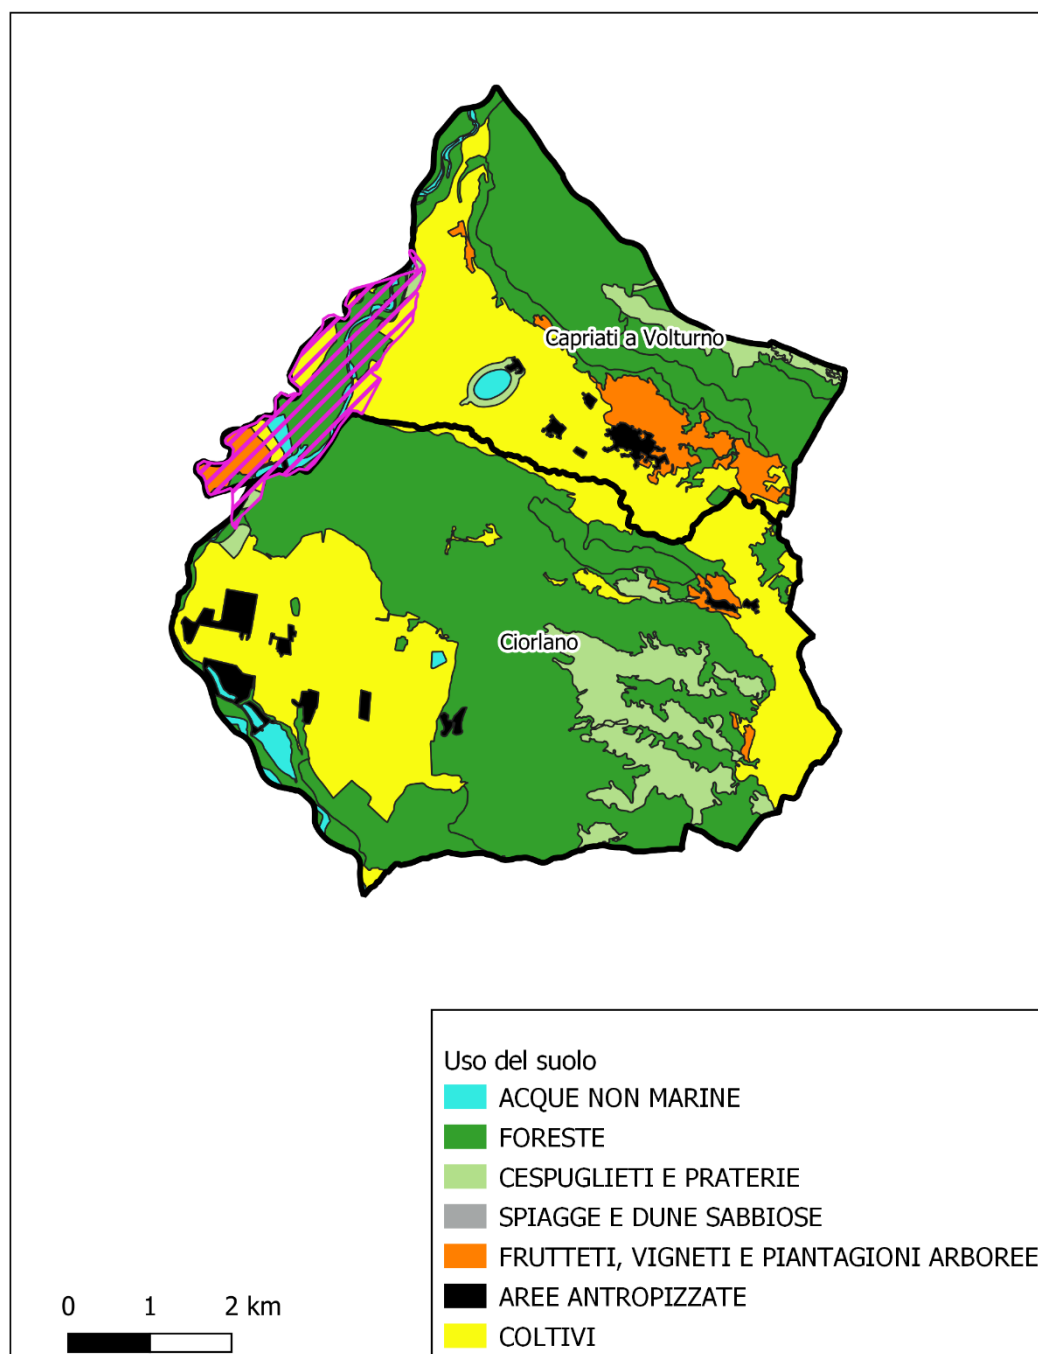 Capriati a Volturno
Ciorlano
Uso del suolo
ACQUE NON MARINE
FORESTE
CESPUGLIETI E PRATERIE
SPIAGGE E DUNE SABBIOSE
FRUTTETI, VIGNETI E PIANTAGIONI ARBOREE
AREE ANTROPIZZATE
COLTIVI
0 1 2 km